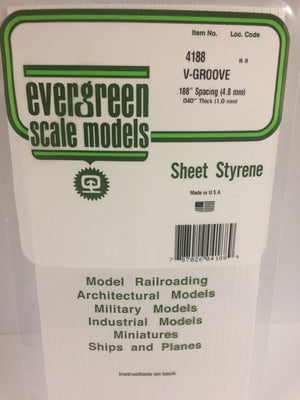 Item No. Loc. Code
4188
V-GROOVE
.188" Spacing (4.8 mm)
.040" Thick (1.0 mm)
evergreen
scale models
Sheet Styrene
Made in U.S.A.
Model Railroading
Architectural Models
Military Models
Industrial Models
Miniatures
Ships and Planes
Instructions on back